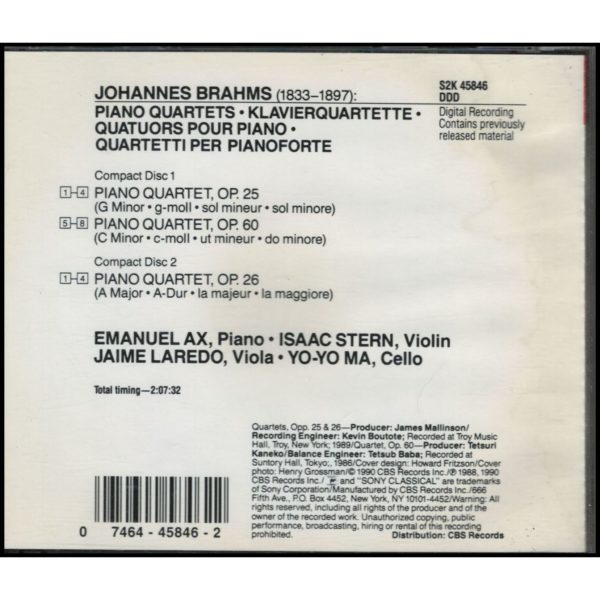 JOHANNES BRAHMS (1833–1897):
PIANO QUARTETS • KLAVIERQUARTETTE •
QUATUORS POUR PIANO •
QUARTETTI PER PIANOFORTE
S2K 45846
DDD
Digital Recording
Contains previously
released material
Compact Disc 1
1–4 PIANO QUARTET, OP. 25
(G Minor • g-moll • sol mineur • sol minore)
5–8 PIANO QUARTET, OP. 60
(C Minor • c-moll • ut mineur • do minore)
Compact Disc 2
1–4 PIANO QUARTET, OP. 26
(A Major • A-Dur • la majeur • la maggiore)
EMANUEL AX, Piano • ISAAC STERN, Violin
JAIME LAREDO, Viola • YO-YO MA, Cello
Total timing—2:07:32
Quartets, Opp. 25 & 26—Producer: James Mallinson/
Recording Engineer: Kevin Boutote; Recorded at Troy Music
Hall, Troy, New York; 1989/Quartet, Op. 60—Producer: Tetsuri
Kaneko/Balance Engineer: Tetsub Baba; Recorded at
Suntory Hall, Tokyo;, 1986/Cover design: Howard Fritzson/Cover
photo: Henry Grossman/© 1990 CBS Records Inc./℗ 1988, 1990
CBS Records Inc./ and "SONY CLASSICAL" are trademarks
of Sony Corporation/Manufactured by CBS Records Inc./666
Fifth Ave., P.O. Box 4452, New York, NY 10101-4452/Warning: All
rights reserved, including all rights of the producer and of the
owner of the recorded work. Unauthorized copying, public
performance, broadcasting, hiring or rental of this recording
prohibited. Distribution: CBS Records
0 7464-45846-2